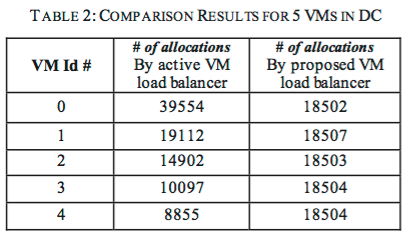 TABLE 2: COMPARISON RESULTS FOR 5 VMS IN DC
VM Id #
# of allocations
By active VM
load balancer
# of allocations
By proposed VM
load balancer
0 39554 18502
1 19112 18507
2 14902 18503
3 10097 18504
4 8855 18504